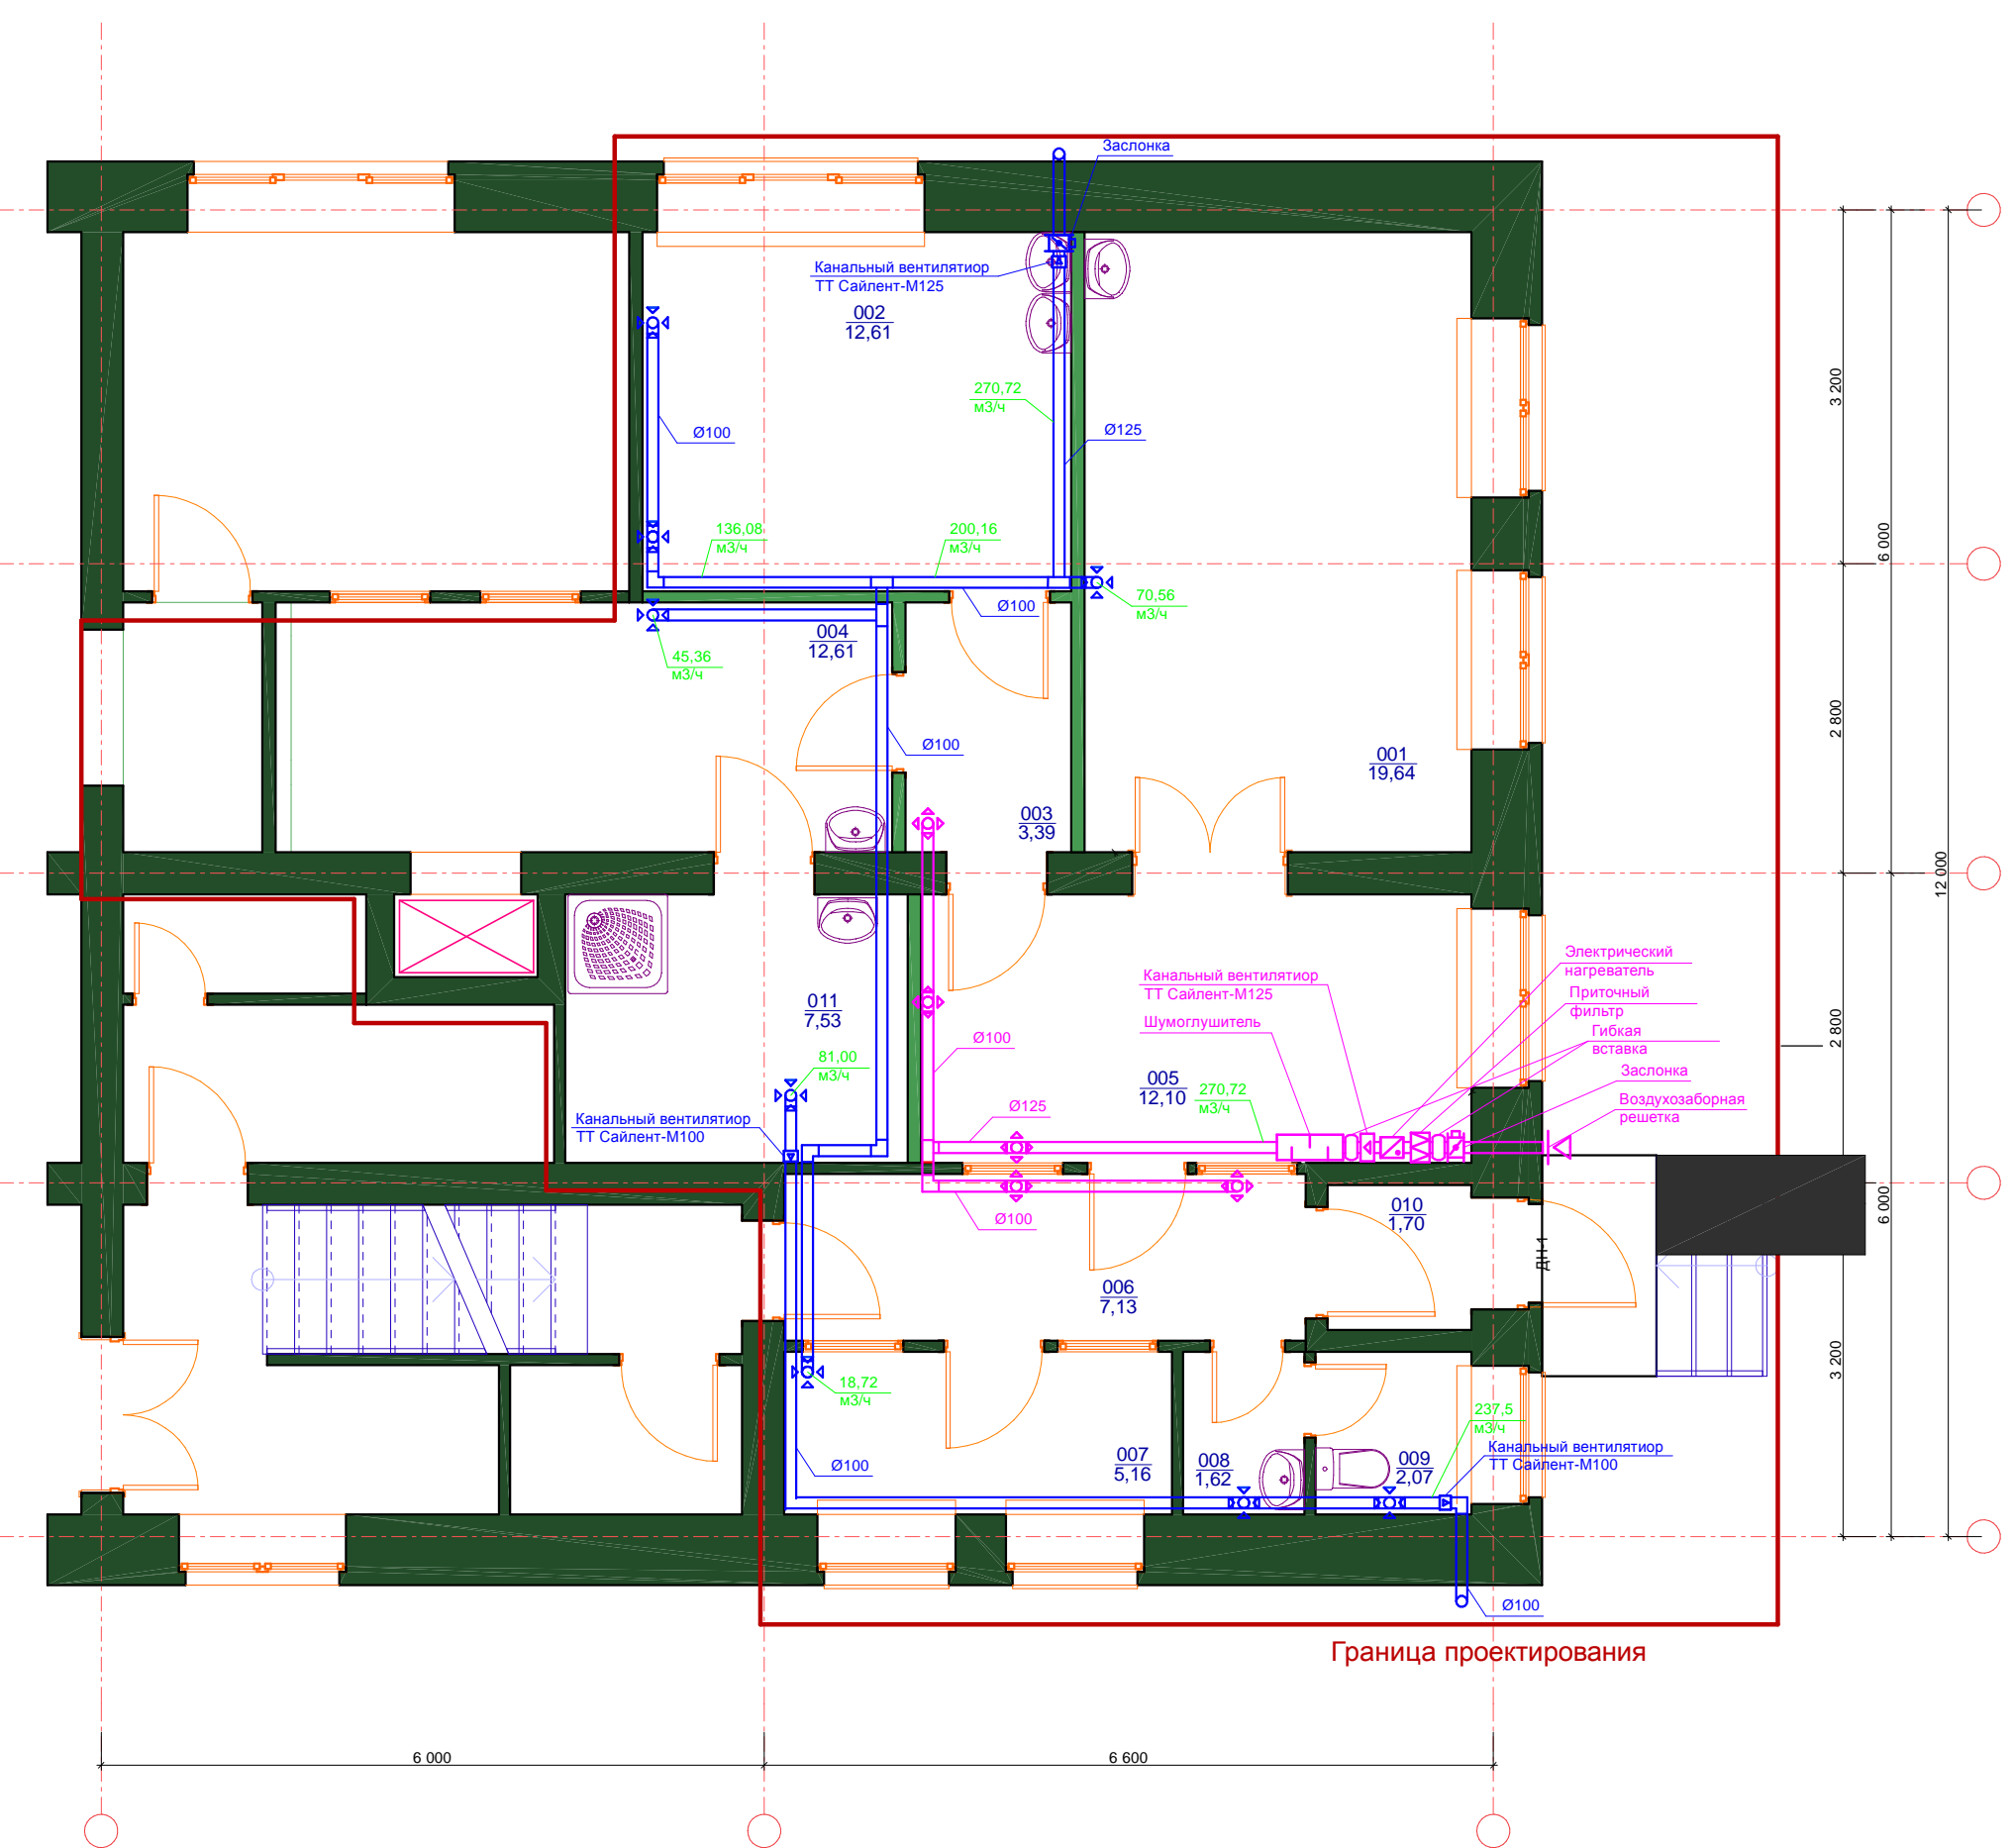 Заслонка
Канальный вентилятиор
ТТ Сайлент-М125
002
12,61
270,72
м3/ч
Ø100
Ø125
136,08
м3/ч
200,16
м3/ч
Ø100
70,56
м3/ч
004
12,61
45,36
м3/ч
Ø100
001
19,64
003
3,39
3 200
6 000
2 800
12 000
2 800
6 000
3 200
Электрический
нагреватель
Канальный вентилятиор
ТТ Сайлент-М125
Приточный
фильтр
Шумоглушитель
Гибкая
вставка
Заслонка
Воздухозаборная
решетка
011
7,53
Ø100
81,00
м3/ч
005
12,10
270,72
м3/ч
Ø125
Канальный вентилятиор
ТТ Сайлент-М100
Ø100
010
1,70
ДН-1
006
7,13
18,72
м3/ч
237,5
м3/ч
Ø100
007
5,16
008
1,62
009
2,07
Канальный вентилятиор
ТТ Сайлент-М100
Ø100
Граница проектирования
6 000
6 600